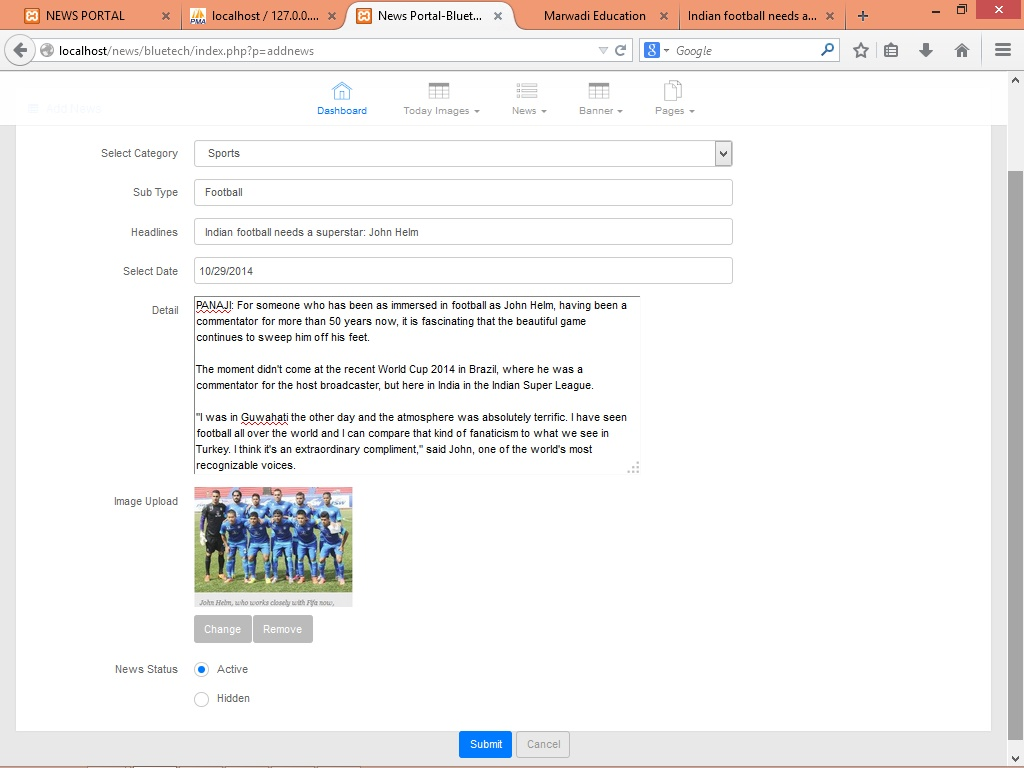 NEWS PORTAL
localhost / 127.0.0....
News Portal-Bluet...
Marwadi Education
Indian football needs a...
localhost/news/bluetech/index.php?p=addnews
Google
Add News
Dashboard
Today Images
News
Banner
Pages
Select Category
Sports
Sub Type
Football
Headlines
Indian football needs a superstar: John Helm
Select Date
10/29/2014
Detail
PANAJI: For someone who has been as immersed in football as John Helm, having been a
commentator for more than 50 years now, it is fascinating that the beautiful game
continues to sweep him off his feet.
The moment didn't come at the recent World Cup 2014 in Brazil, where he was a
commentator for the host broadcaster, but here in India in the Indian Super League.
"I was in Guwahati the other day and the atmosphere was absolutely terrific. I have seen
football all over the world and I can compare that kind of fanaticism to what we see in
Turkey. I think it's an extraordinary compliment," said John, one of the world's most
recognizable voices.
Image Upload
John Helm, who works closely with Fifa now,
Change
Remove
News Status
Active
Hidden
Submit
Cancel